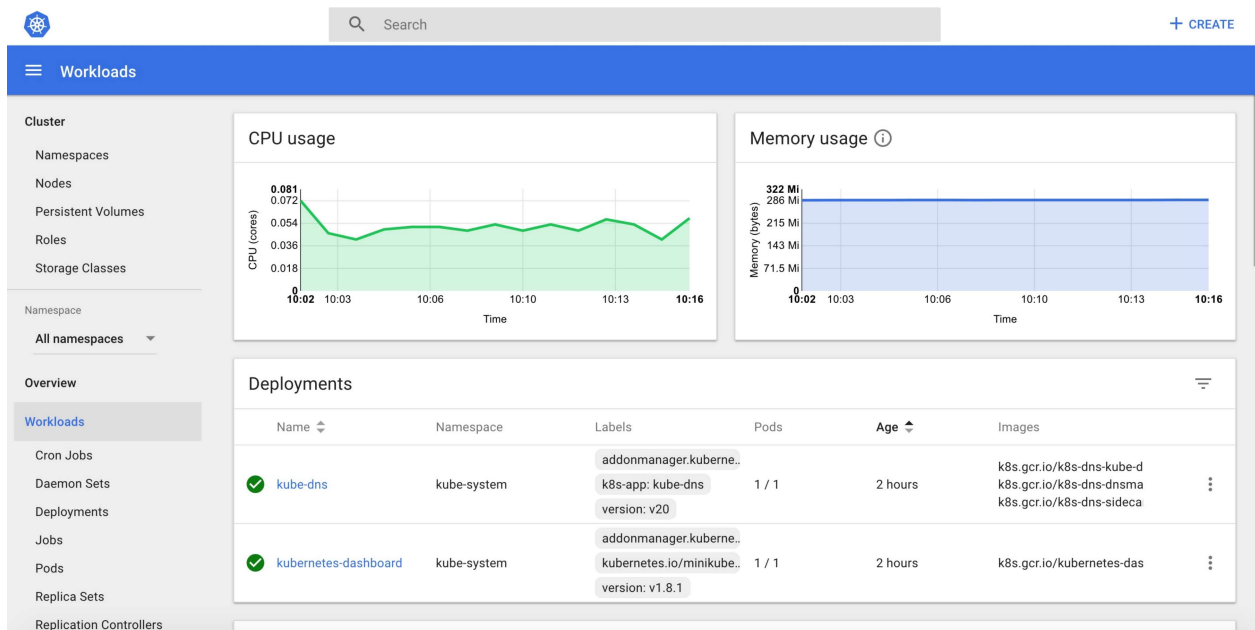 Search
+ CREATE
Workloads
Cluster
Namespaces
Nodes
Persistent Volumes
Roles
Storage Classes
Namespace
All namespaces
Overview
Workloads
Cron Jobs
Daemon Sets
Deployments
Jobs
Pods
Replica Sets
Replication Controllers
CPU usage
CPU (cores)
0.081
0.072
0.054
0.036
0.018
0
10:02 10:03 10:06 10:10 10:13 10:16
Time
Memory usage
Memory (bytes)
322 Mi
286 Mi
215 Mi
143 Mi
71.5 Mi
0
10:02 10:03 10:06 10:10 10:13 10:16
Time
Deployments
Name Namespace Labels Pods Age Images
kube-dns kube-system
addonmanager.kuberne..
k8s-app: kube-dns
version: v20
1 / 1 2 hours
k8s.gcr.io/k8s-dns-kube-d
k8s.gcr.io/k8s-dns-dnsma
k8s.gcr.io/k8s-dns-sideca
kubernetes-dashboard kube-system
addonmanager.kuberne..
kubernetes.io/minikube..
version: v1.8.1
1 / 1 2 hours
k8s.gcr.io/kubernetes-das